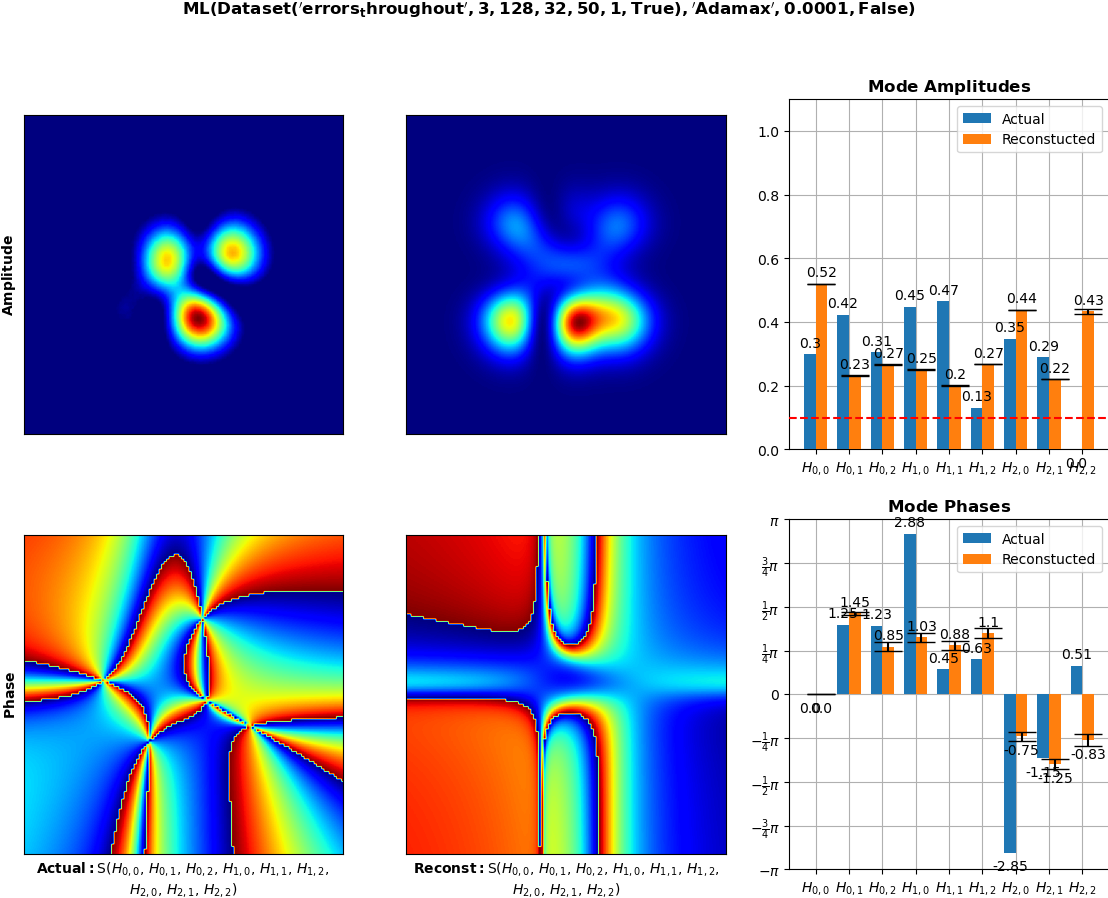 ML(Dataset('errors_throughout', 3, 128, 32, 50, 1, True), 'Adamax', 0.0001, False)
Amplitude
Mode Amplitudes
Actual
Reconstucted
1.0
0.8
0.6
0.4
0.2
0.0
0.3
0.52
0.42
0.23
0.31
0.27
0.45
0.25
0.47
0.2
0.13
0.27
0.35
0.44
0.29
0.22
0.0
0.43
H0,0 H0,1 H0,2 H1,0 H1,1 H1,2 H2,0 H2,1 H2,2
Phase
Mode Phases
Actual
Reconstucted
π
3/4π
1/2π
1/4π
0
−1/4π
−1/2π
−3/4π
−π
0.0
0.0
1.25
1.45
1.23
0.85
2.88
1.03
0.45
0.88
0.63
1.1
-2.85
-0.75
-1.15
-1.25
0.51
-0.83
H0,0 H0,1 H0,2 H1,0 H1,1 H1,2 H2,0 H2,1 H2,2
Actual: S(H0,0, H0,1, H0,2, H1,0, H1,1, H1,2,
H2,0, H2,1, H2,2)
Reconst: S(H0,0, H0,1, H0,2, H1,0, H1,1, H1,2,
H2,0, H2,1, H2,2)